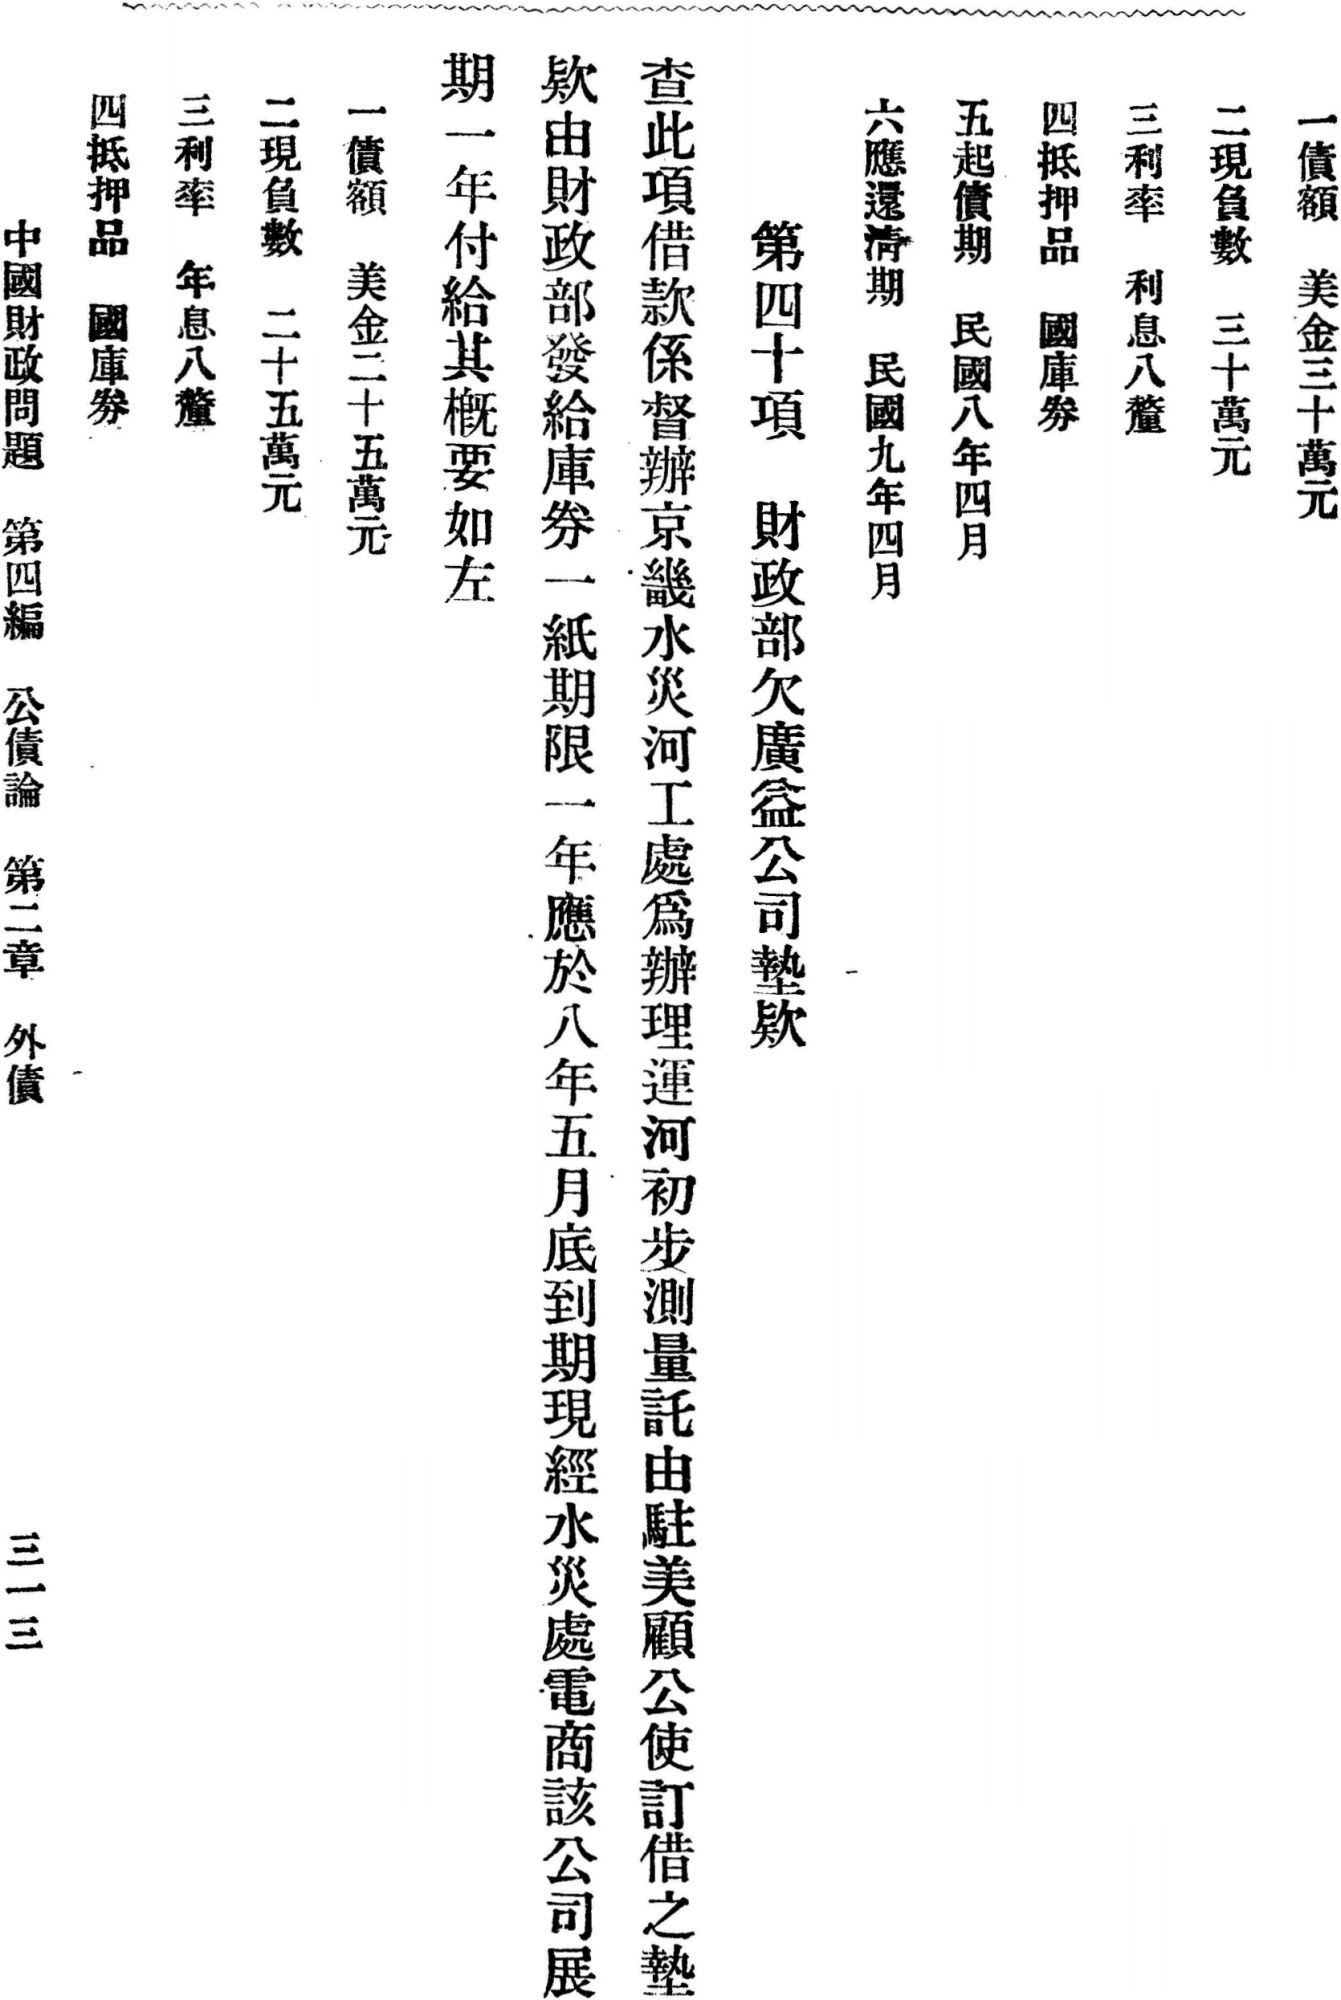 一債額　美金三十萬元
二現負數　三十萬元
三利率　利息八釐
四抵押品　國庫券
五起債期　民國八年四月
六應還清期　民國九年四月
第四十項　財政部欠廣益公司墊欵
查此項借款係督辦京畿水災河工處爲辦理運河初步測量託由駐美顧公使訂借之墊
欵由財政部發給庫券一紙期限一年應於八年五月底到期現經水災處電商該公司展
期一年付給其概要如左
一債額　美金二十五萬元
二現負數　二十五萬元
三利率　年息八釐
四抵押品　國庫券
中國財政問題　第四編　公債論　第二章　外債　三一三